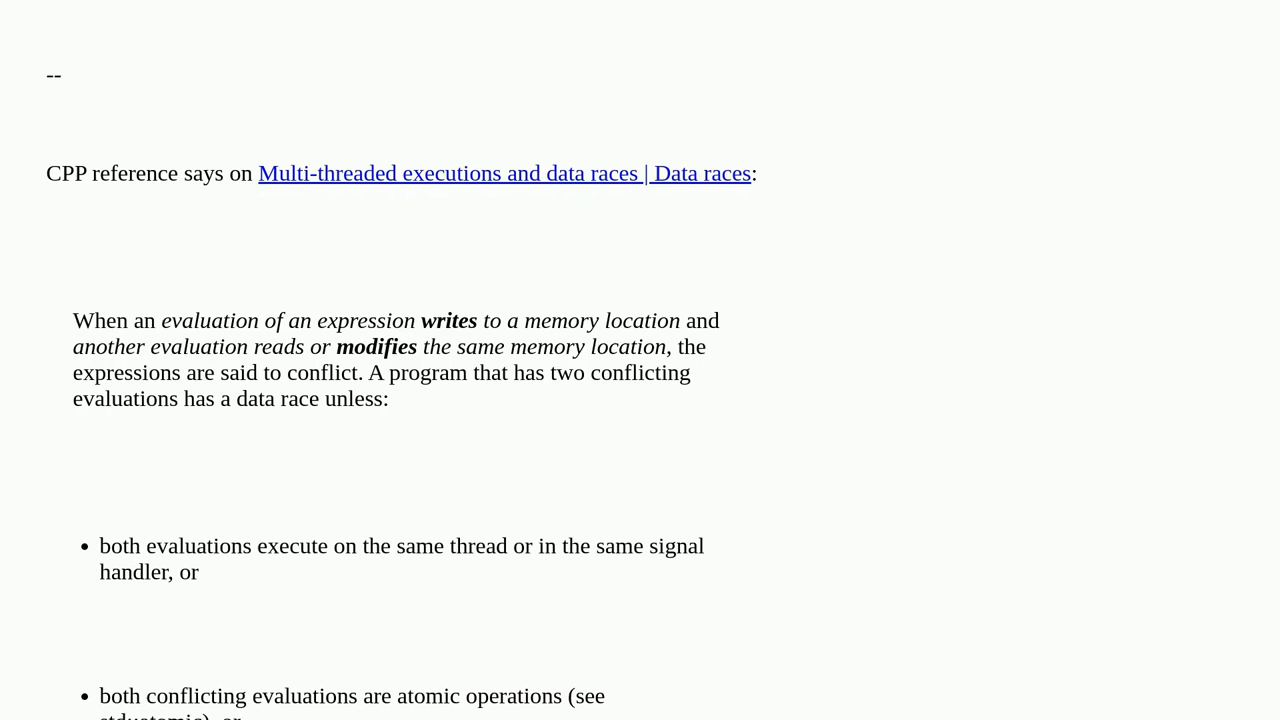 --
CPP reference says on Multi-threaded executions and data races | Data races:
When an evaluation of an expression writes to a memory location and
another evaluation reads or modifies the same memory location, the
expressions are said to conflict. A program that has two conflicting
evaluations has a data race unless:
• both evaluations execute on the same thread or in the same signal
handler, or
• both conflicting evaluations are atomic operations (see